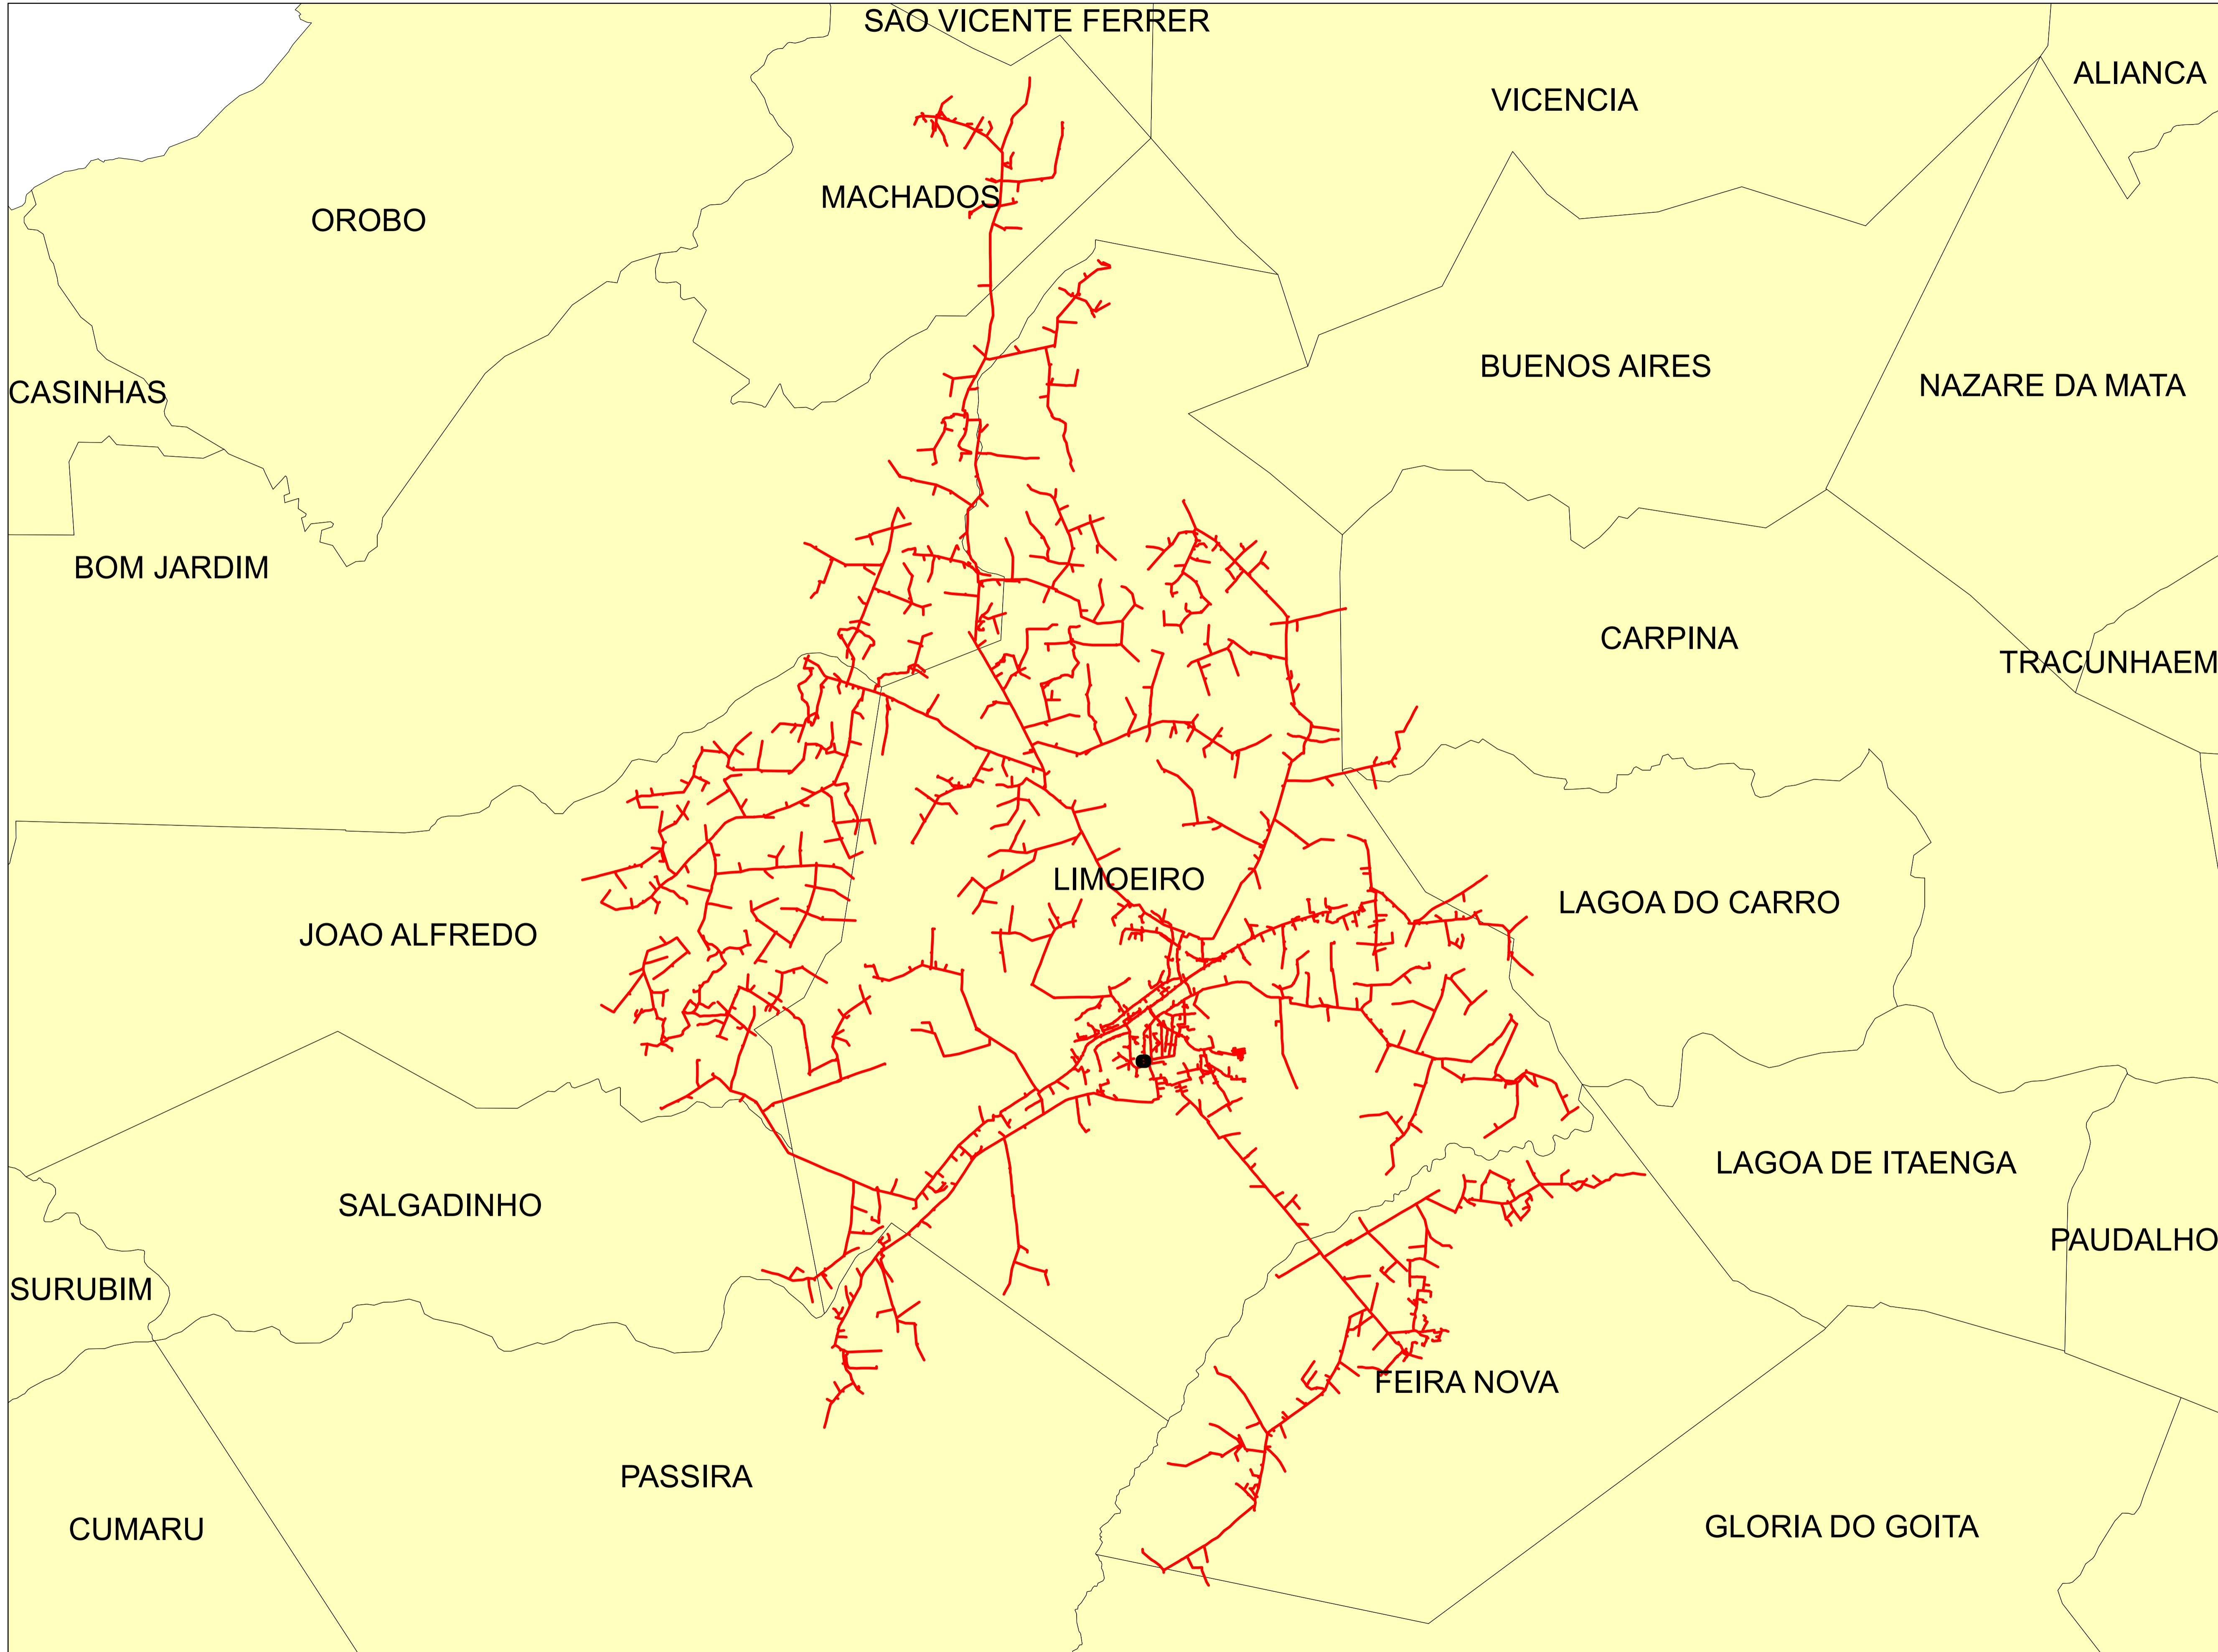 SAO VICENTE FERRER
ALIANCA
VICENCIA
MACHADOS
OROBO
BUENOS AIRES
NAZARE DA MATA
CASINHAS
BOM JARDIM
CARPINA
TRACUNHAEM
LIMOEIRO
LAGOA DO CARRO
JOAO ALFREDO
LAGOA DE ITAENGA
SALGADINHO
PAUDALHO
SURUBIM
FEIRA NOVA
PASSIRA
GLORIA DO GOITA
CUMARU